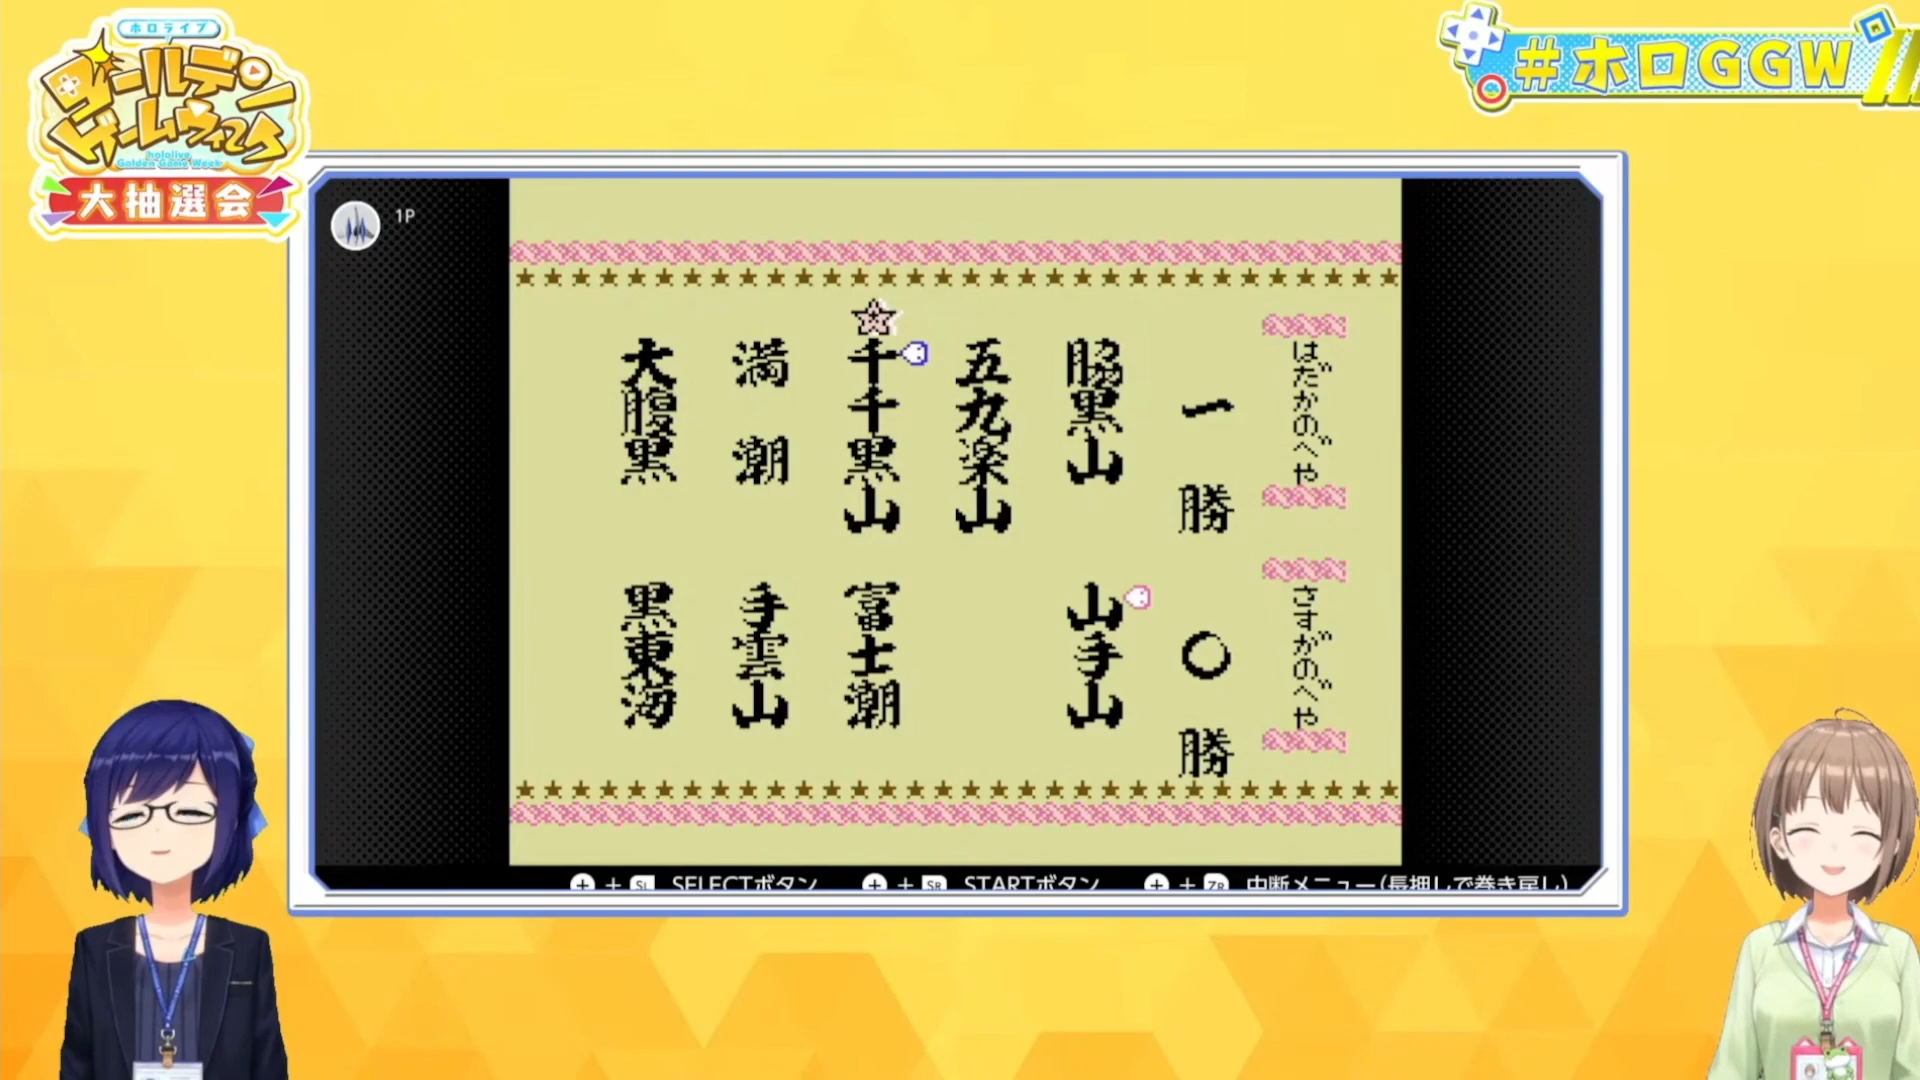 ホロライブ
ゴールデン
ゲームウィーク
hololive
Golden Game Week
大抽選会
#ホロGGW
1P
はだかのべや
さすがのべや
一勝
〇勝
脇黒山
山手山
五九楽山
千千黒山
富士潮
満潮
手雲山
大腹黒
黒東海
+ + SL SELECTボタン
+ + SR STARTボタン
+ + ZR 中断メニュー(長押しで巻き戻し)